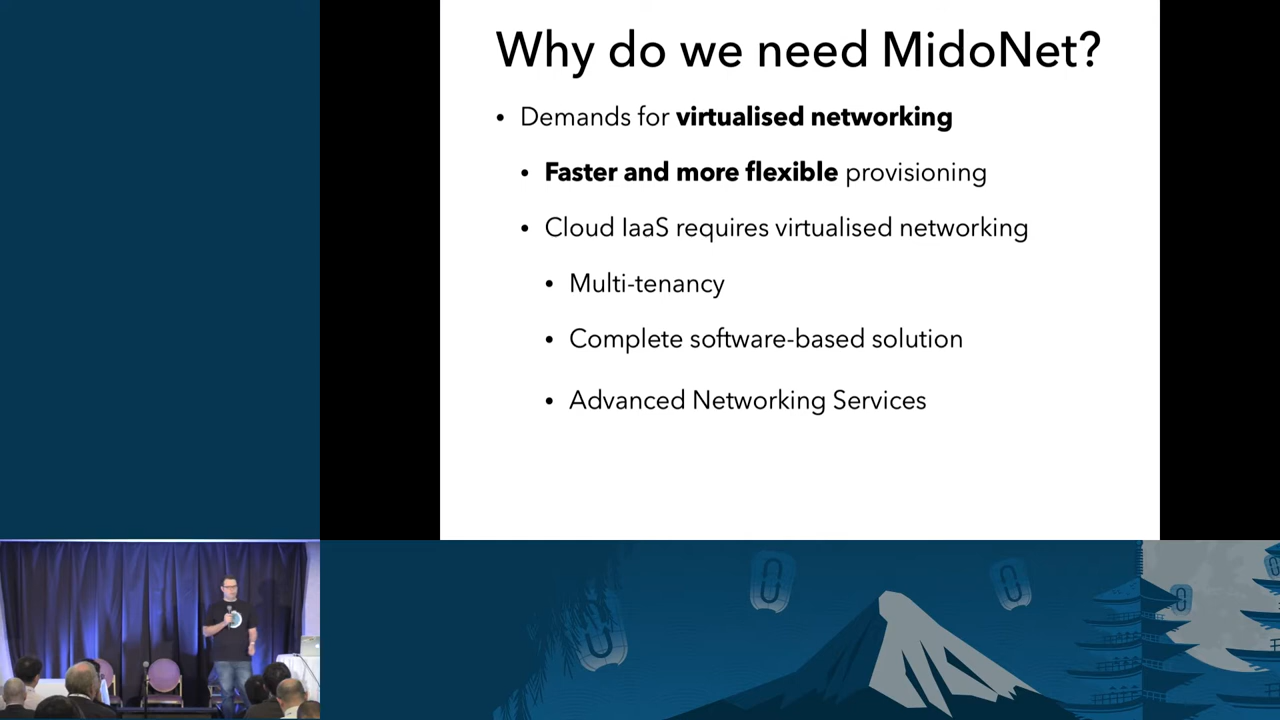 Why do we need MidoNet?
• Demands for virtualised networking
• Faster and more flexible provisioning
• Cloud IaaS requires virtualised networking
• Multi-tenancy
• Complete software-based solution
• Advanced Networking Services